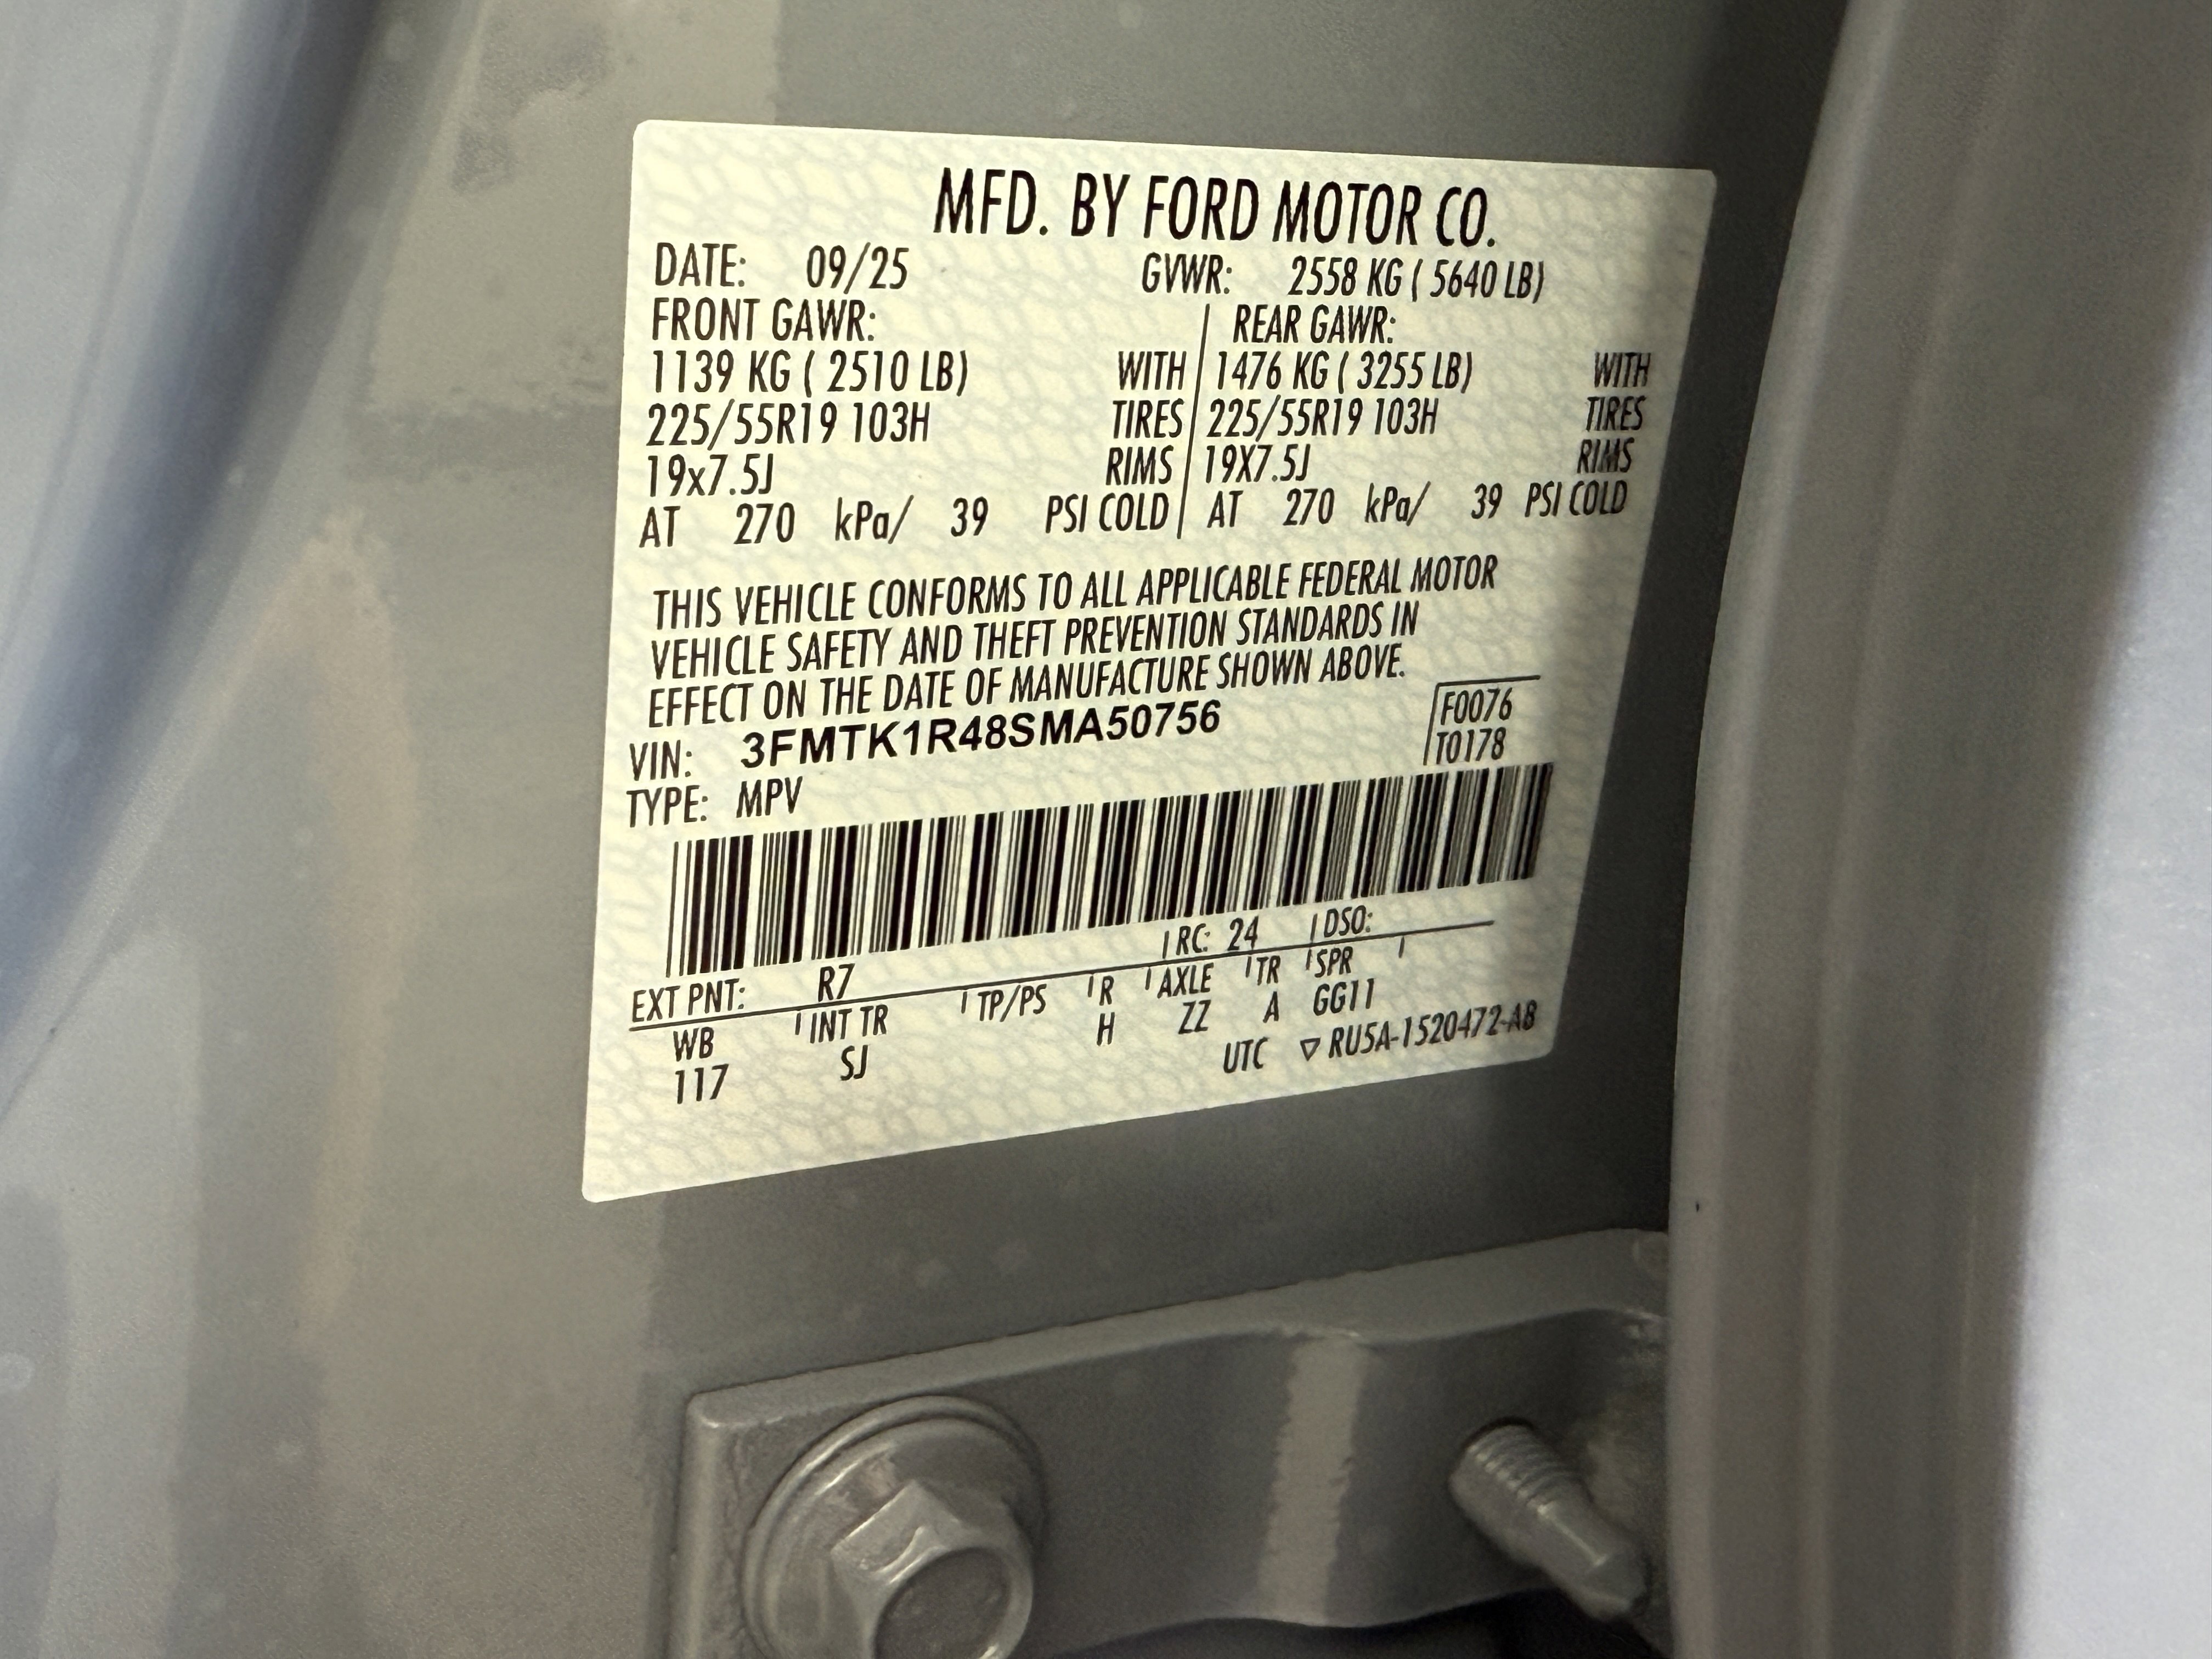 MFD. BY FORD MOTOR CO.
DATE: 09/25 GVWR: 2558 KG ( 5640 LB)
FRONT GAWR: REAR GAWR:
1139 KG ( 2510 LB) WITH 1476 KG ( 3255 LB) WITH
225/55R19 103H TIRES 225/55R19 103H TIRES
19x7.5J RIMS 19X7.5J RIMS
AT 270 kPa/ 39 PSI COLD AT 270 kPa/ 39 PSI COLD
THIS VEHICLE CONFORMS TO ALL APPLICABLE FEDERAL MOTOR
VEHICLE SAFETY AND THEFT PREVENTION STANDARDS IN
EFFECT ON THE DATE OF MANUFACTURE SHOWN ABOVE.
VIN: 3FMTK1R48SMA50756 F0076
TYPE: MPV T0178
EXT PNT: R7 RC: 24 DSO:
WB INT TR TP/PS R AXLE TR SPR
117 SJ H ZZ A GG11
UTC ▽ RU5A-1520472-A8